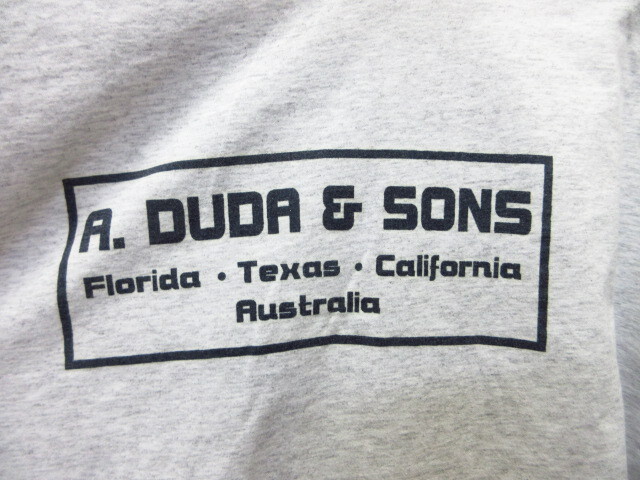 A. DUDA & SONS
Florida • Texas • California
Australia